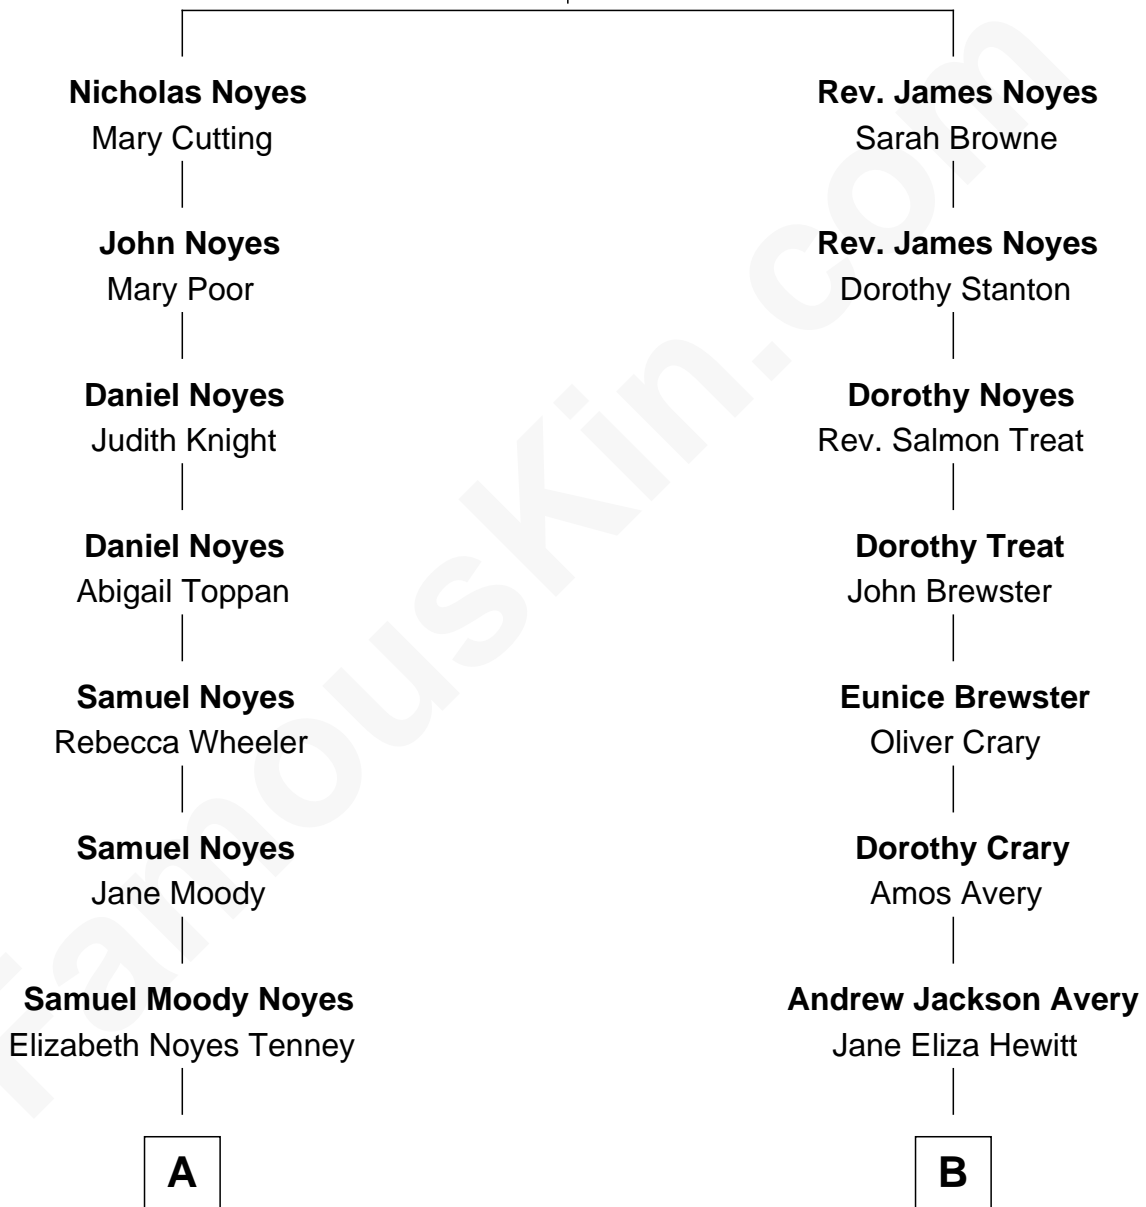 Nicholas Noyes
Mary Cutting
John Noyes
Mary Poor
Daniel Noyes
Judith Knight
Daniel Noyes
Abigail Toppan
Samuel Noyes
Rebecca Wheeler
Samuel Noyes
Jane Moody
Samuel Moody Noyes
Elizabeth Noyes Tenney
A
Rev. James Noyes
Sarah Browne
Rev. James Noyes
Dorothy Stanton
Dorothy Noyes
Rev. Salmon Treat
Dorothy Treat
John Brewster
Eunice Brewster
Oliver Crary
Dorothy Crary
Amos Avery
Andrew Jackson Avery
Jane Eliza Hewitt
B
FamousKin.com